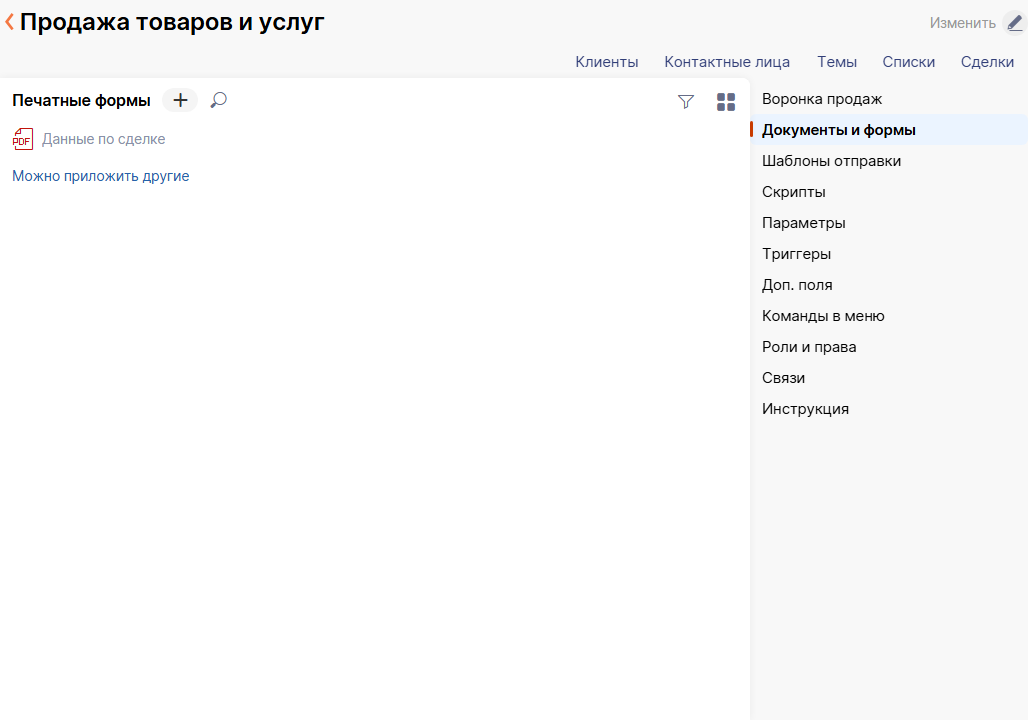 Продажа товаров и услуг
Изменить
Клиенты Контактные лица Темы Списки Сделки
Печатные формы
PDF Данные по сделке
Можно приложить другие
Воронка продаж
Документы и формы
Шаблоны отправки
Скрипты
Параметры
Триггеры
Доп. поля
Команды в меню
Роли и права
Связи
Инструкция